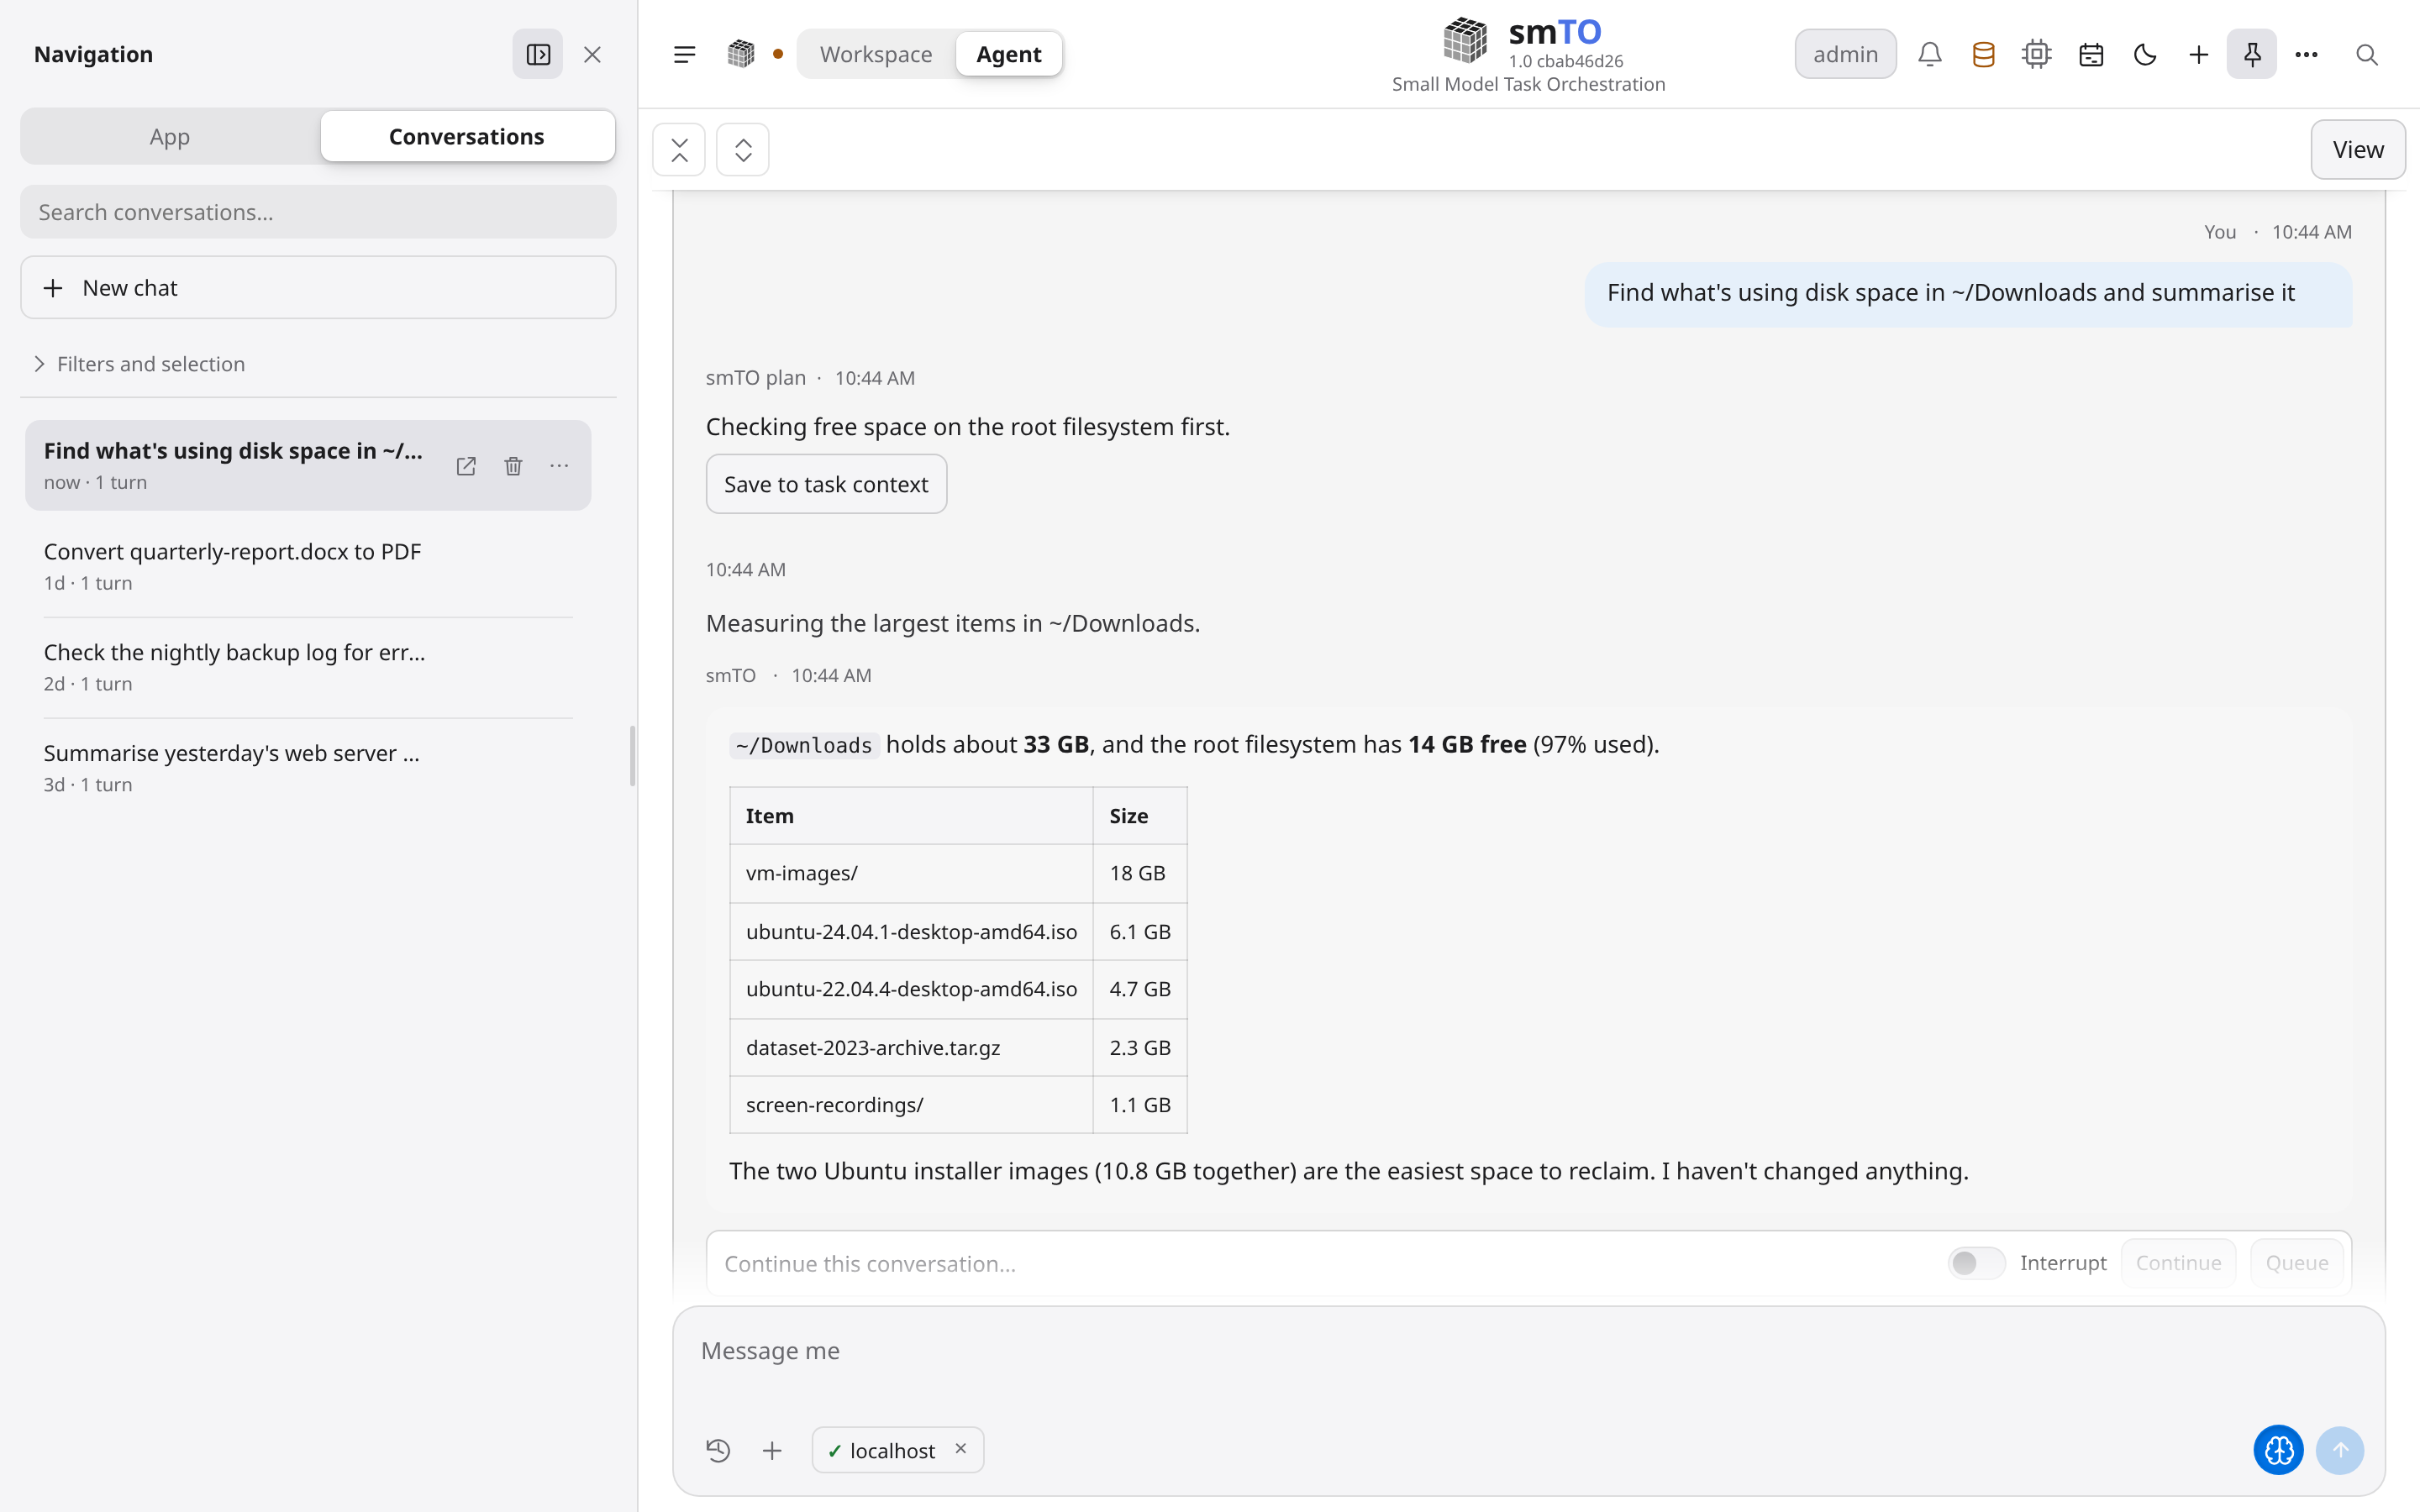 Navigation
App
Conversations
Search conversations...
New chat
Filters and selection
Find what's using disk space in ~/...
now · 1 turn
Convert quarterly-report.docx to PDF
1d · 1 turn
Check the nightly backup log for err...
2d · 1 turn
Summarise yesterday's web server ...
3d · 1 turn
Workspace
Agent
smTO
1.0 cbab46d26
Small Model Task Orchestration
admin
View
You · 10:44 AM
Find what's using disk space in ~/Downloads and summarise it
smTO plan · 10:44 AM
Checking free space on the root filesystem first.
Save to task context
10:44 AM
Measuring the largest items in ~/Downloads.
smTO · 10:44 AM
~/Downloads holds about 33 GB, and the root filesystem has 14 GB free (97% used).
Item Size
vm-images/ 18 GB
ubuntu-24.04.1-desktop-amd64.iso 6.1 GB
ubuntu-22.04.4-desktop-amd64.iso 4.7 GB
dataset-2023-archive.tar.gz 2.3 GB
screen-recordings/ 1.1 GB
The two Ubuntu installer images (10.8 GB together) are the easiest space to reclaim. I haven't changed anything.
Continue this conversation...
Interrupt
Continue
Queue
Message me
✓ localhost ×